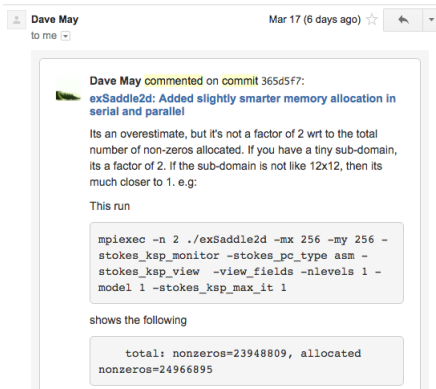 Dave May
Mar 17 (6 days ago)
to me
Dave May commented on commit 365d5f7:
exSaddle2d: Added slightly smarter memory allocation in
serial and parallel
Its an overestimate, but it's not a factor of 2 wrt to the total
number of non-zeros allocated. If you have a tiny sub-domain,
its a factor of 2. If the sub-domain is not like 12x12, then its
much closer to 1. e.g:
This run
mpiexec -n 2 ./exSaddle2d -mx 256 -my 256 -
stokes_ksp_monitor -stokes_pc_type asm -
stokes_ksp_view -view_fields -nlevels 1 -
model 1 -stokes_ksp_max_it 1
shows the following
total: nonzeros=23948809, allocated
nonzeros=24966895